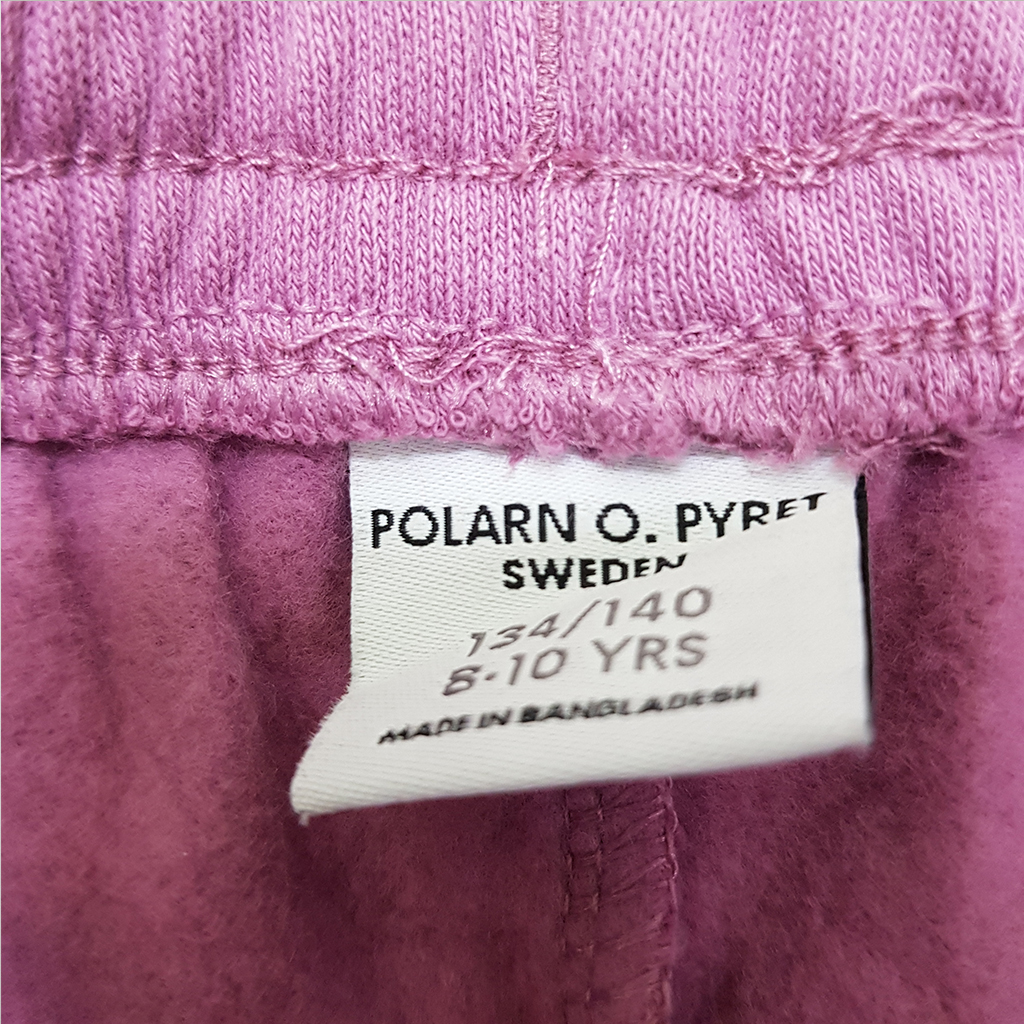 POLARN O. PYRET
SWEDEN
134/140
8-10 YRS
MADE IN BANGLADESH